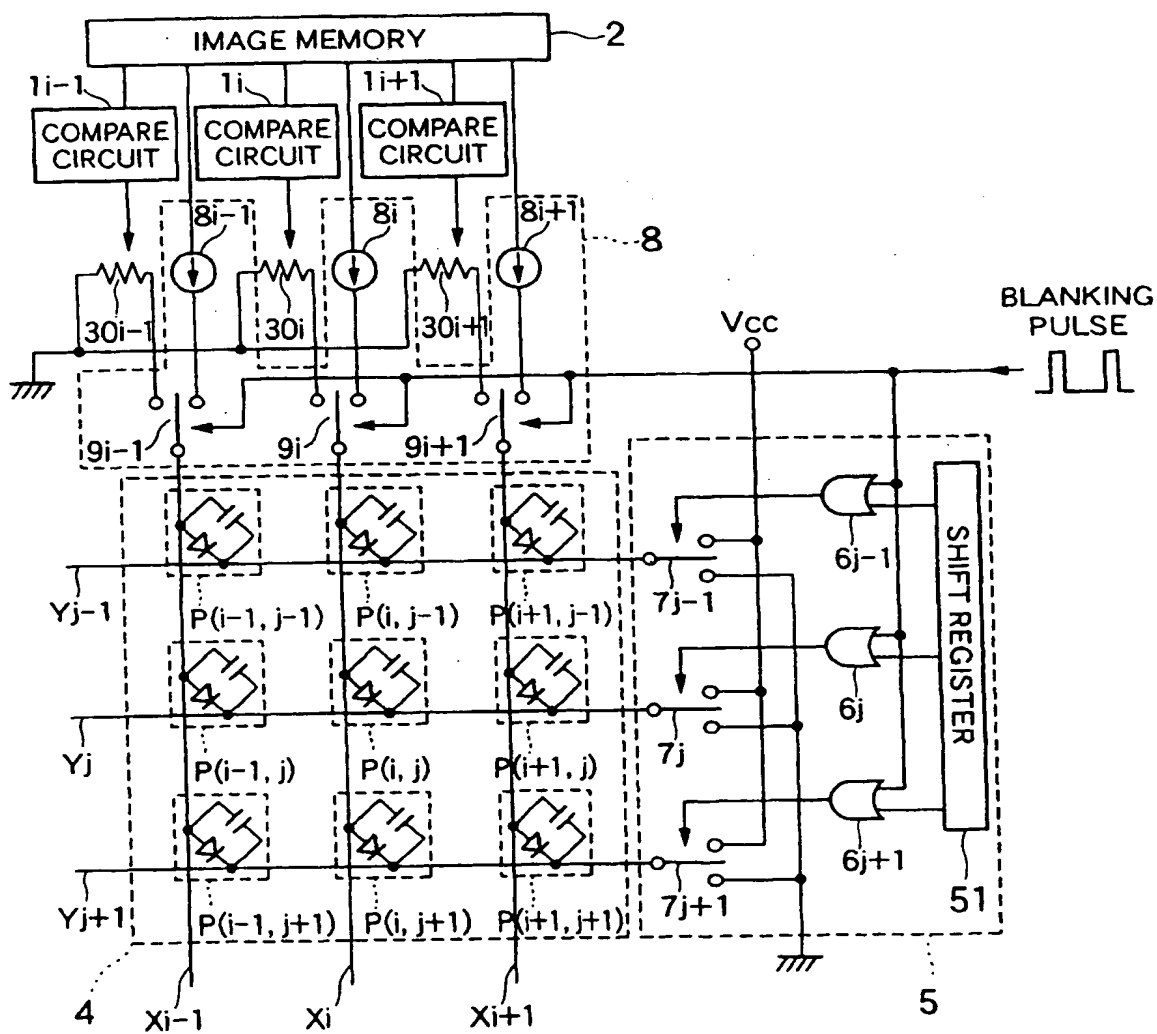 IMAGE MEMORY
2
1i-1
1i
1i+1
COMPARE
CIRCUIT
COMPARE
CIRCUIT
COMPARE
CIRCUIT
8i-1
8i
8i+1
8
30i-1
30i
30i+1
Vcc
BLANKING
PULSE
9i-1
9i
9i+1
6j-1
7j-1
Yj-1
P(i-1, j-1)
P(i, j-1)
P(i+1, j-1)
SHIFT REGISTER
6j
7j
Yj
P(i-1, j)
P(i, j)
P(i+1, j)
6j+1
7j+1
51
Yj+1
P(i-1, j+1)
P(i, j+1)
P(i+1, j+1)
4
Xi-1
Xi
Xi+1
5